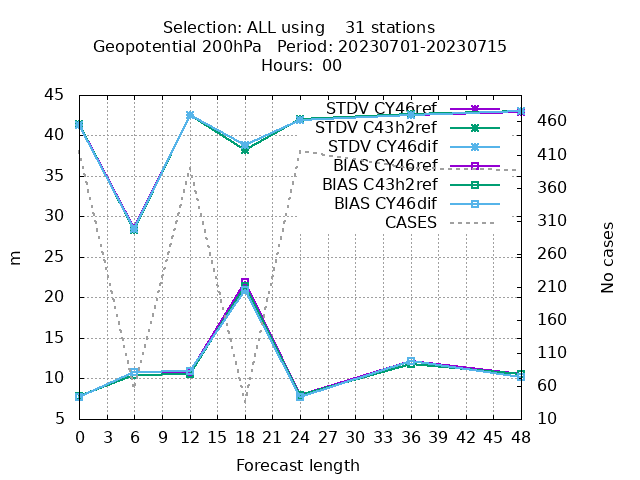 Selection: ALL using    31 stations
Geopotential 200hPa   Period: 20230701-20230715
Hours: 00
STDV CY46ref
STDV C43h2ref
STDV CY46dif
BIAS CY46ref
BIAS C43h2ref
BIAS CY46dif
CASES
45
40
35
30
25
20
15
10
5
m
460
410
360
310
260
210
160
110
60
10
No cases
0 3 6 9 12 15 18 21 24 27 30 33 36 39 42 45 48
Forecast length